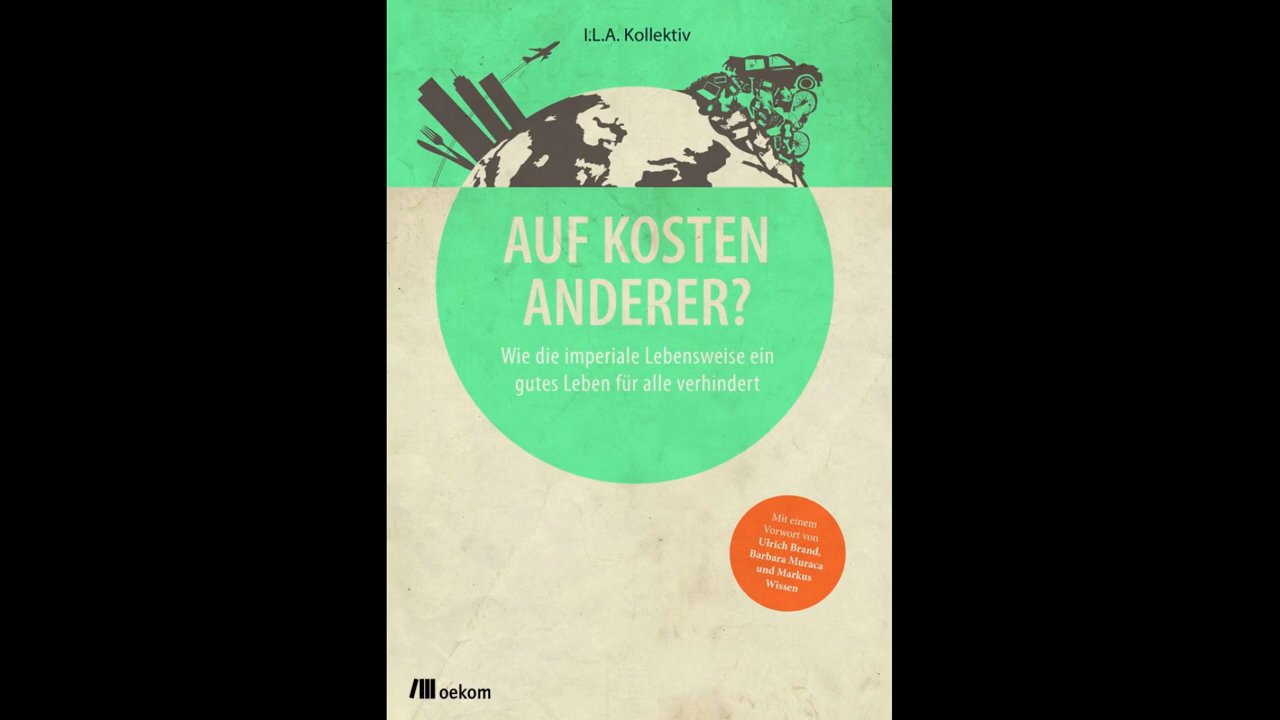 I.L.A. Kollektiv
AUF KOSTEN
ANDERER?
Wie die imperiale Lebensweise ein
gutes Leben für alle verhindert
Mit einem
Vorwort von
Ulrich Brand,
Barbara Muraca
und Markus
Wissen
oekom